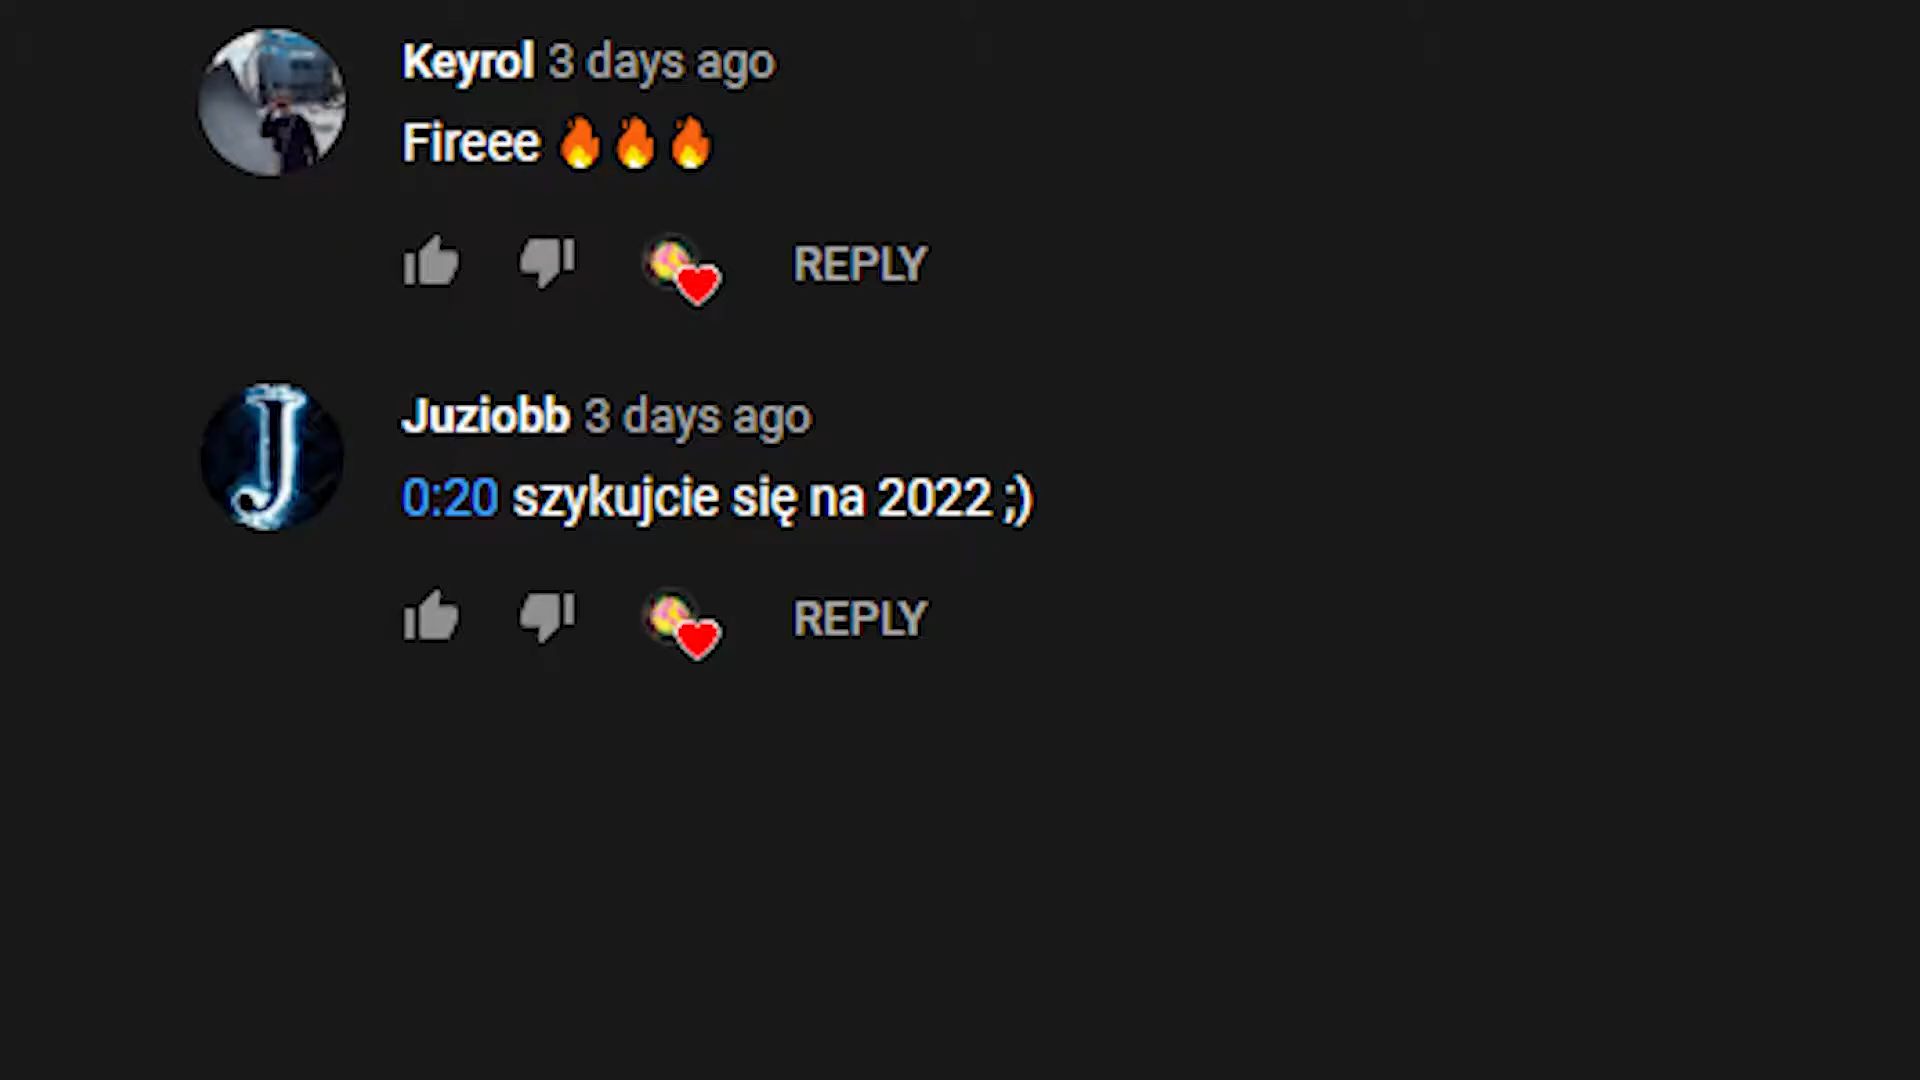 Keyrol 3 days ago
Fireee 🔥🔥🔥
REPLY
J
Juziobb 3 days ago
0:20 szykujcie się na 2022 ;)
REPLY